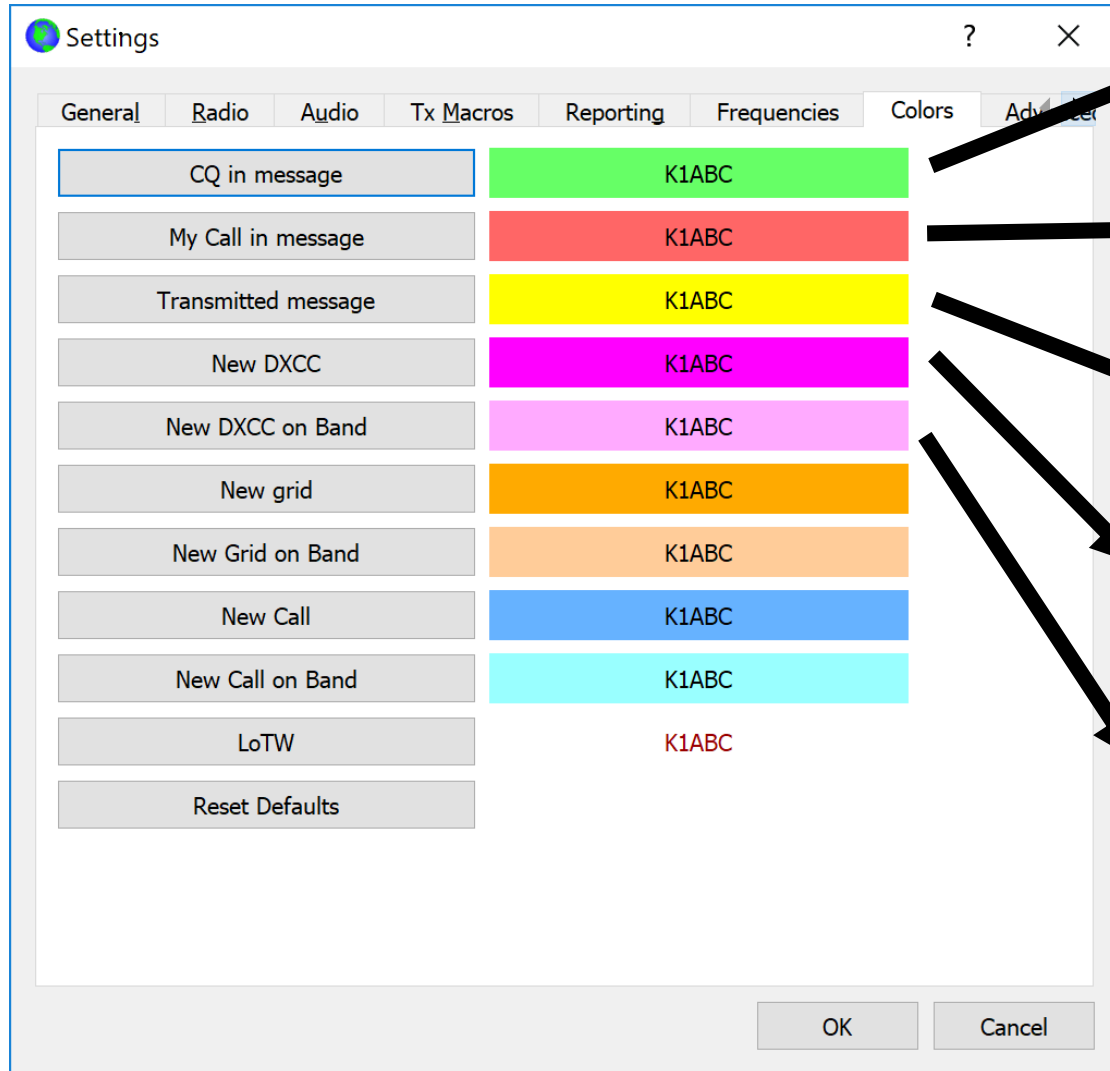 Settings
General Radio Audio Tx Macros Reporting Frequencies Colors
CQ in message K1ABC
My Call in message K1ABC
Transmitted message K1ABC
New DXCC K1ABC
New DXCC on Band K1ABC
New grid K1ABC
New Grid on Band K1ABC
New Call K1ABC
New Call on Band K1ABC
LoTW K1ABC
Reset Defaults
OK Cancel